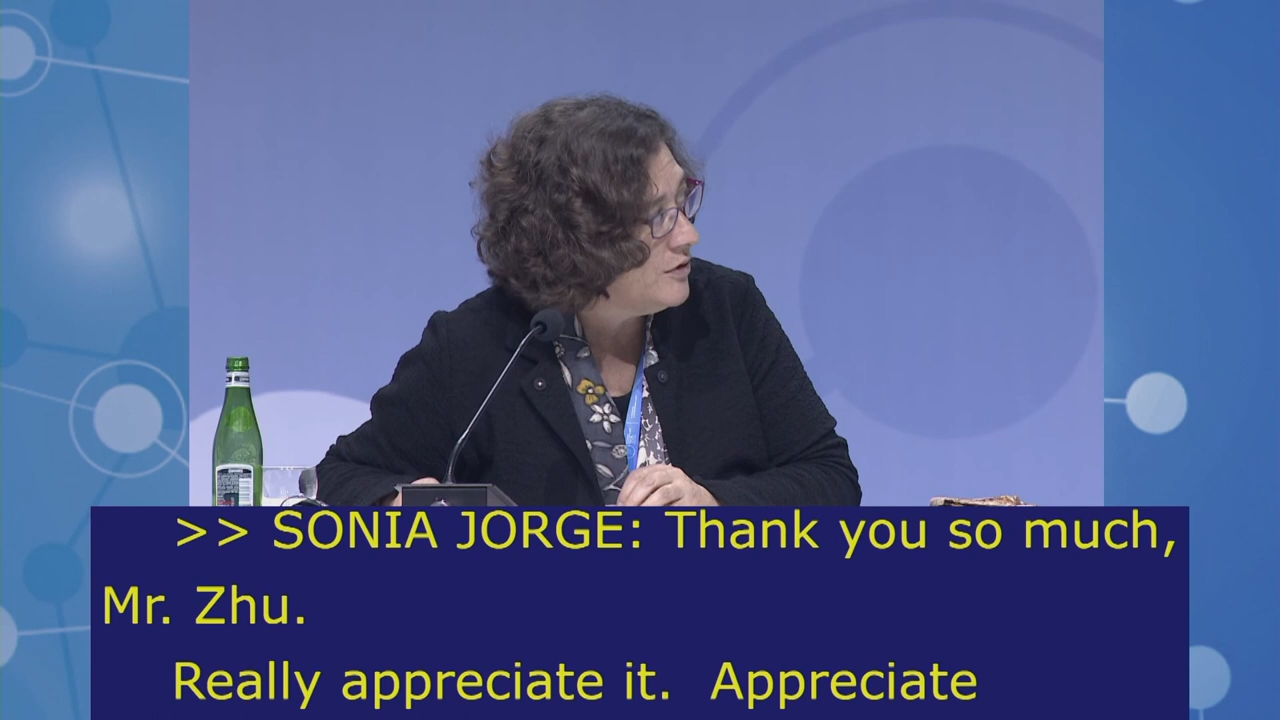 >> SONIA JORGE: Thank you so much,
Mr. Zhu.
Really appreciate it.  Appreciate